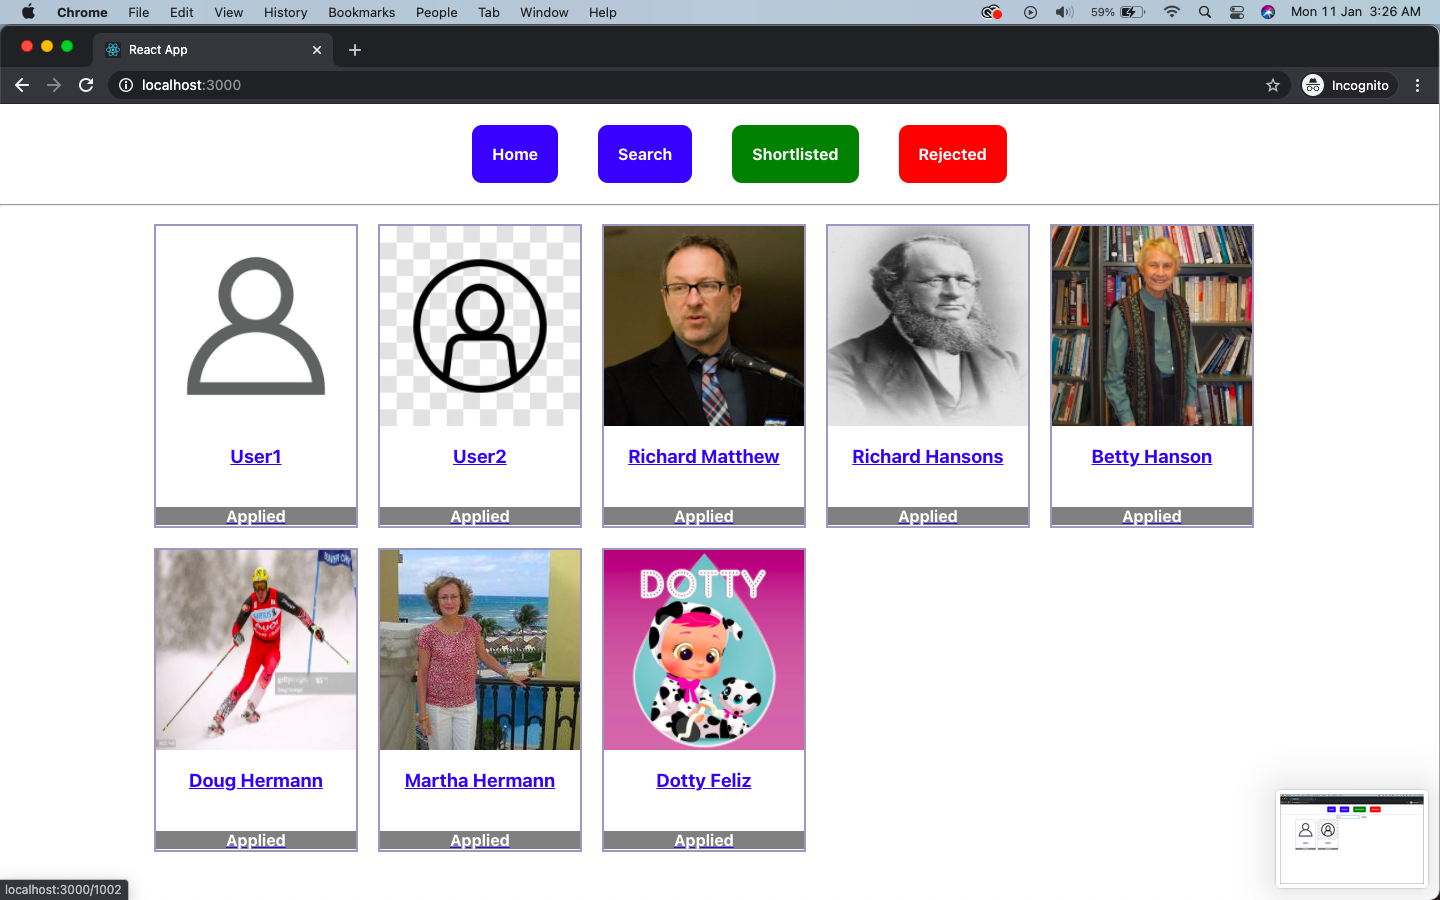 Chrome File Edit View History Bookmarks People Tab Window Help 59% Mon 11 Jan 3:26 AM
React App
localhost:3000 Incognito
Home Search Shortlisted Rejected
User1 User2 Richard Matthew Richard Hansons Betty Hanson
Applied Applied Applied Applied Applied
DOTTY
Doug Hermann Martha Hermann Dotty Feliz
Applied Applied Applied
localhost:3000/1002